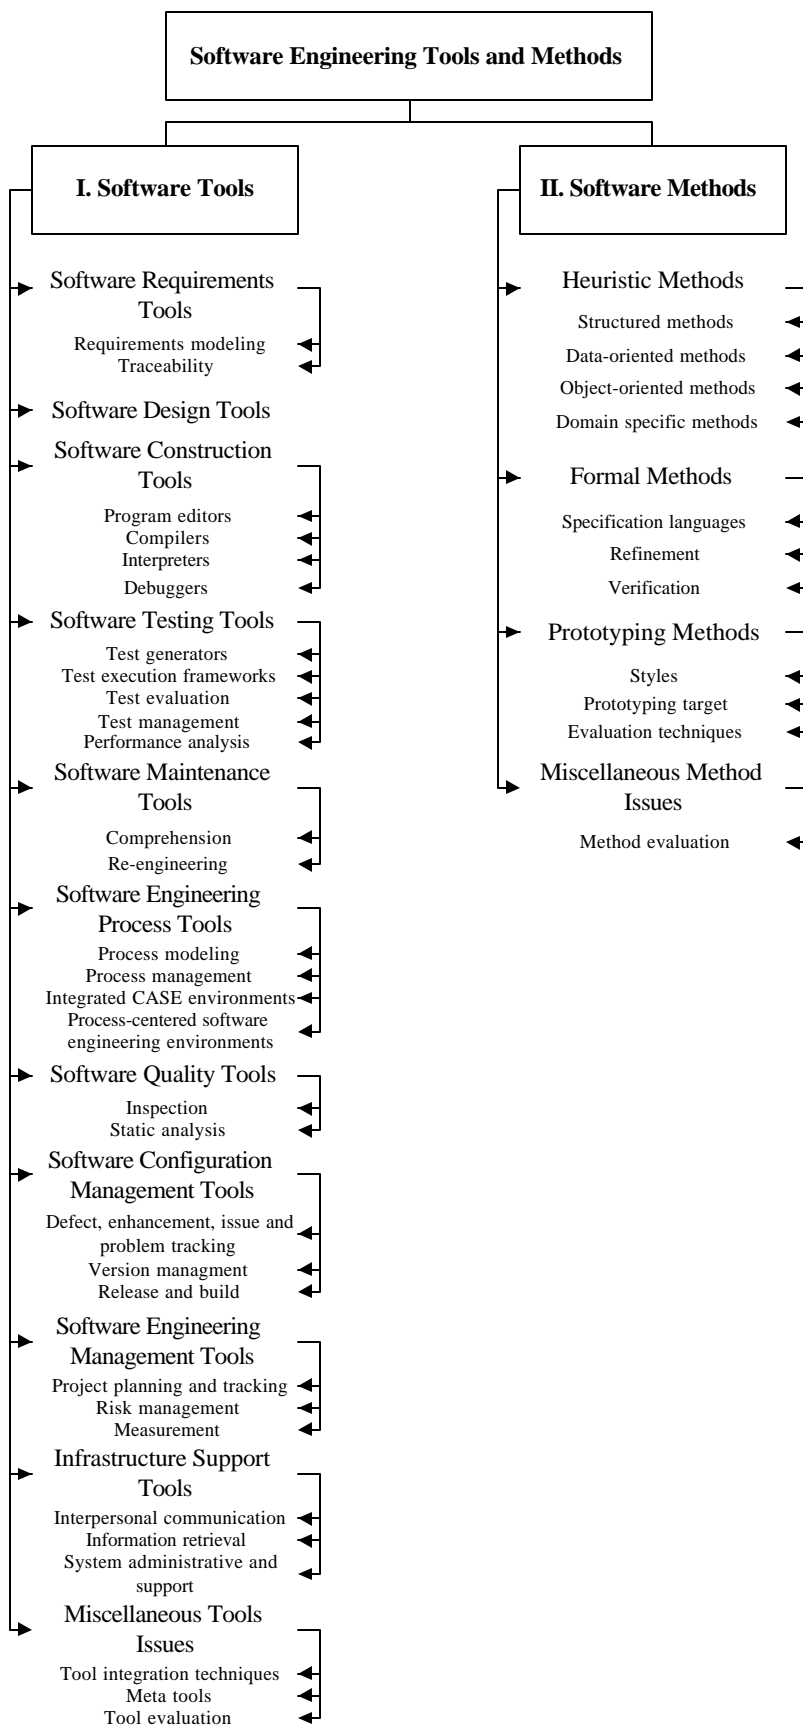 Software Engineering Tools and Methods
I. Software Tools
Software Requirements
Tools
Requirements modeling
Traceability
Software Design Tools
Software Construction
Tools
Program editors
Compilers
Interpreters
Debuggers
Software Testing Tools
Test generators
Test execution frameworks
Test evaluation
Test management
Performance analysis
Software Maintenance
Tools
Comprehension
Re-engineering
Software Engineering
Process Tools
Process modeling
Process management
Integrated CASE environments
Process-centered software
engineering environments
Software Quality Tools
Inspection
Static analysis
Software Configuration
Management Tools
Defect, enhancement, issue and
problem tracking
Version managment
Release and build
Software Engineering
Management Tools
Project planning and tracking
Risk management
Measurement
Infrastructure Support
Tools
Interpersonal communication
Information retrieval
System administrative and
support
Miscellaneous Tools
Issues
Tool integration techniques
Meta tools
Tool evaluation
II. Software Methods
Heuristic Methods
Structured methods
Data-oriented methods
Object-oriented methods
Domain specific methods
Formal Methods
Specification languages
Refinement
Verification
Prototyping Methods
Styles
Prototyping target
Evaluation techniques
Miscellaneous Method
Issues
Method evaluation